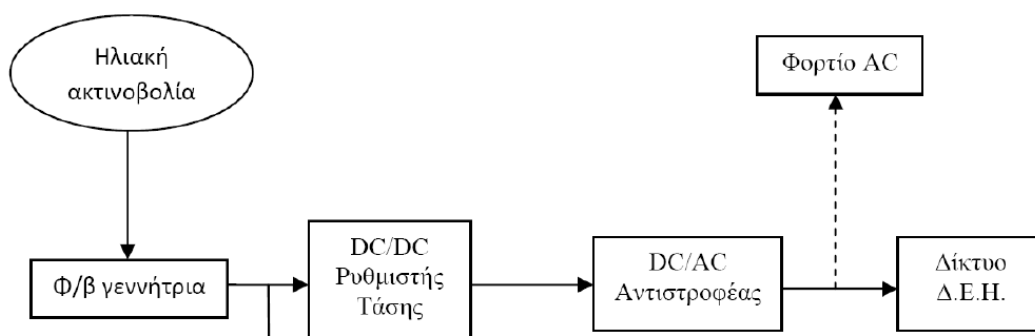 Ηλιακή
ακτινοβολία
Φορτίο AC
Φ/β γεννήτρια
DC/DC
Ρυθμιστής
Τάσης
DC/AC
Αντιστροφέας
Δίκτυο
Δ.Ε.Η.